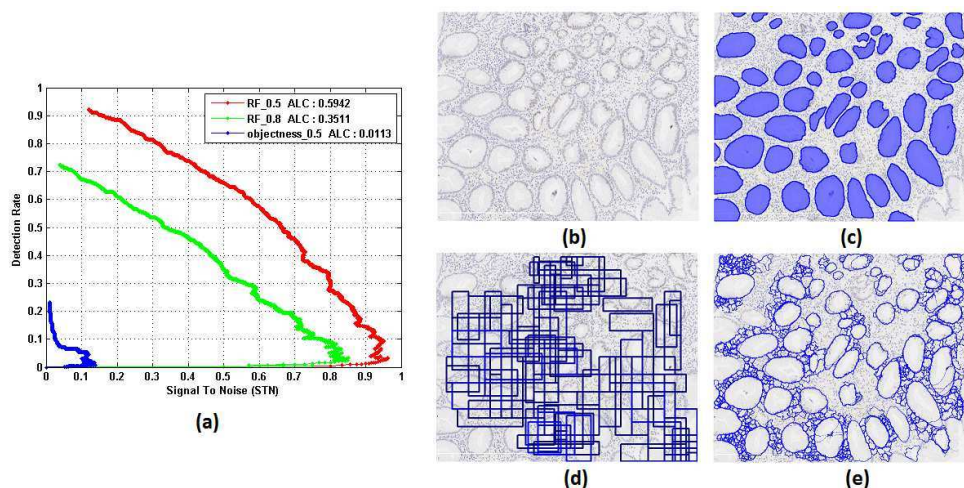 RF_0.5 ALC : 0.5942
RF_0.8 ALC : 0.3511
objectness_0.5 ALC : 0.0113
Detection Rate
1
0.9
0.8
0.7
0.6
0.5
0.4
0.3
0.2
0.1
0
0 0.1 0.2 0.3 0.4 0.5 0.6 0.7 0.8 0.9 1
Signal To Noise (STN)
(a)
(b)
(c)
(d)
(e)